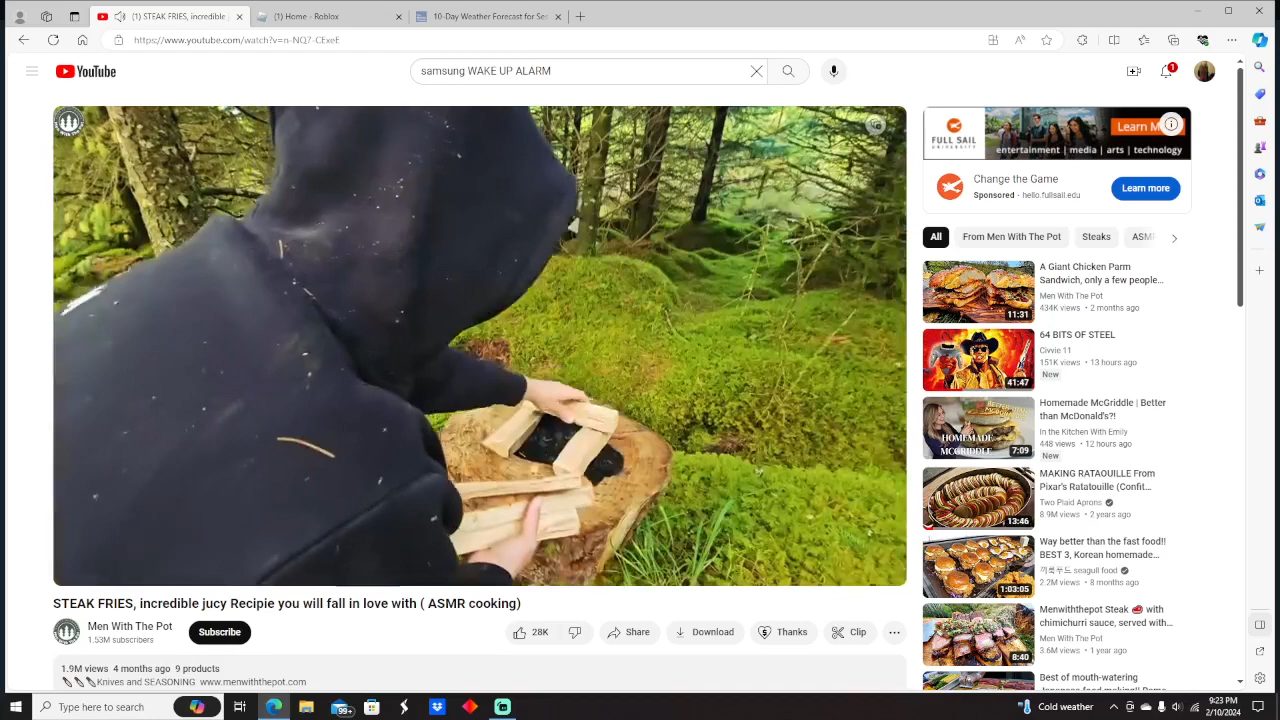 (1) STEAK FRIES, incredible
(1) Home - Roblox
10-Day Weather Forecast for Ses
https://www.youtube.com/watch?v=n-NQ7-CExeE
YouTube
samsung WAKE UP ALARM
1
FULL SAIL
UNIVERSITY
Learn M
entertainment | media | arts | technology
Change the Game
Sponsored · hello.fullsail.edu
Learn more
All
From Men With The Pot
Steaks
ASM
A Giant Chicken Parm
Sandwich, only a few people...
Men With The Pot
434K views • 2 months ago
11:31
64 BITS OF STEEL
Civvie 11
151K views • 13 hours ago
New
41:47
Homemade McGriddle | Better
than McDonald's?!
In the Kitchen With Emily
448 views • 12 hours ago
New
HOMEMADE
MCGRIDDLE
7:09
MAKING RATAOUILLE From
Pixar's Ratatouille (Confit...
Two Plaid Aprons
8.9M views • 2 years ago
13:46
Way better than the fast food!!
BEST 3, Korean homemade...
seagull food
2.2M views • 8 months ago
1:03:05
Menwiththepot Steak 🥩 with
chimichurri sauce, served with...
Men With The Pot
3.6M views • 1 year ago
8:40
Best of mouth-watering
STEAK FRIES, incredible jucy Recipie you will fall in love with ( ASMR cooking)
Men With The Pot
1.53M subscribers
Subscribe
28K
Share
Download
Thanks
Clip
1.9M views 4 months ago 9 products
Knives and SEASONING www.menwiththepot.com
Type here to search
99+
Cold weather
9:23 PM
2/10/2024